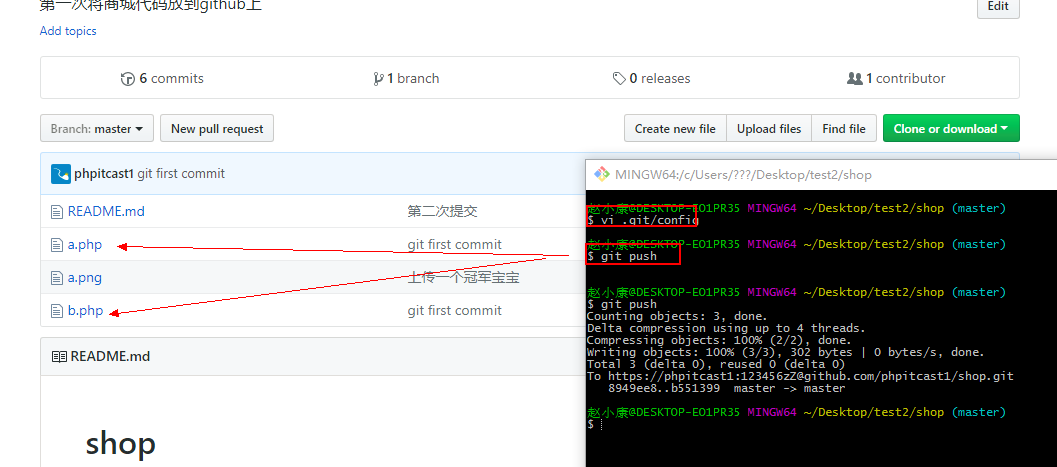 第一次将商城代码放到github上
Edit
Add topics
6 commits
1 branch
0 releases
1 contributor
Branch: master
New pull request
Create new file
Upload files
Find file
Clone or download
phpitcast1 git first commit
README.md 第二次提交
a.php git first commit
a.png 上传一个冠军宝宝
b.php git first commit
README.md
shop
MINGW64:/c/Users/???/Desktop/test2/shop
赵小康@DESKTOP-EO1PR35 MINGW64 ~/Desktop/test2/shop (master)
$ vi .git/config
赵小康@DESKTOP-EO1PR35 MINGW64 ~/Desktop/test2/shop (master)
$ git push
赵小康@DESKTOP-EO1PR35 MINGW64 ~/Desktop/test2/shop (master)
$ git push
Counting objects: 3, done.
Delta compression using up to 4 threads.
Compressing objects: 100% (2/2), done.
Writing objects: 100% (3/3), 302 bytes | 0 bytes/s, done.
Total 3 (delta 0), reused 0 (delta 0)
To https://phpitcast1:123456zZ@github.com/phpitcast1/shop.git
8949ee8..b551399 master -> master
赵小康@DESKTOP-EO1PR35 MINGW64 ~/Desktop/test2/shop (master)
$